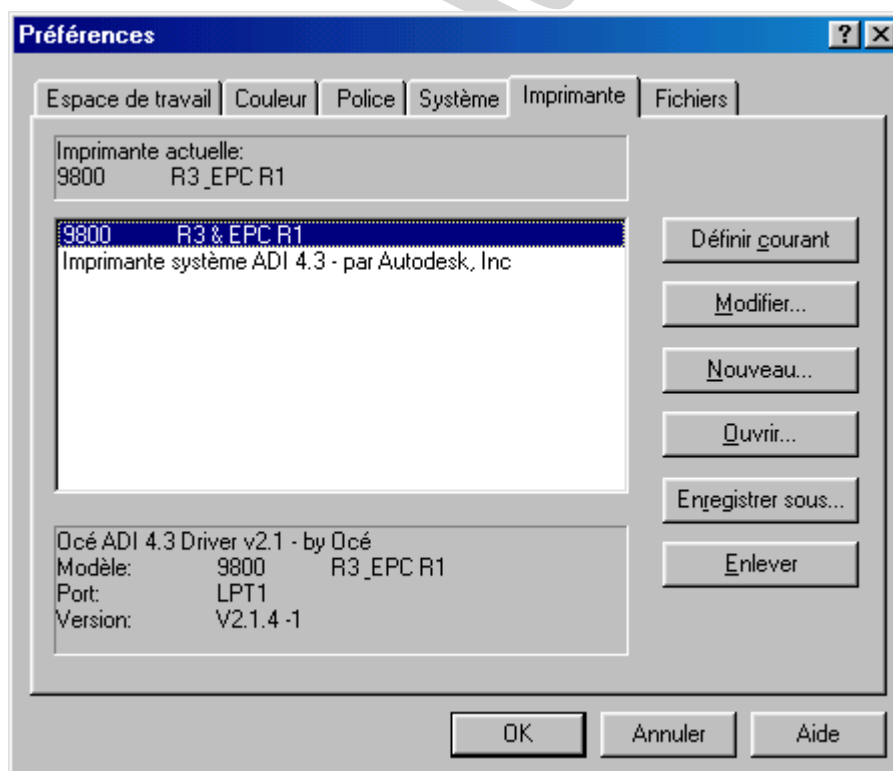 Préférences
Espace de travail Couleur Police Système Imprimante Fichiers
Imprimante actuelle:
9800 R3_EPC R1
9800 R3 & EPC R1
Imprimante système ADI 4.3 - par Autodesk, Inc
Définir courant
Modifier...
Nouveau...
Ouvrir...
Enregistrer sous...
Enlever
Océ ADI 4.3 Driver v2.1 - by Océ
Modèle: 9800 R3_EPC R1
Port: LPT1
Version: V2.1.4 -1
OK Annuler Aide